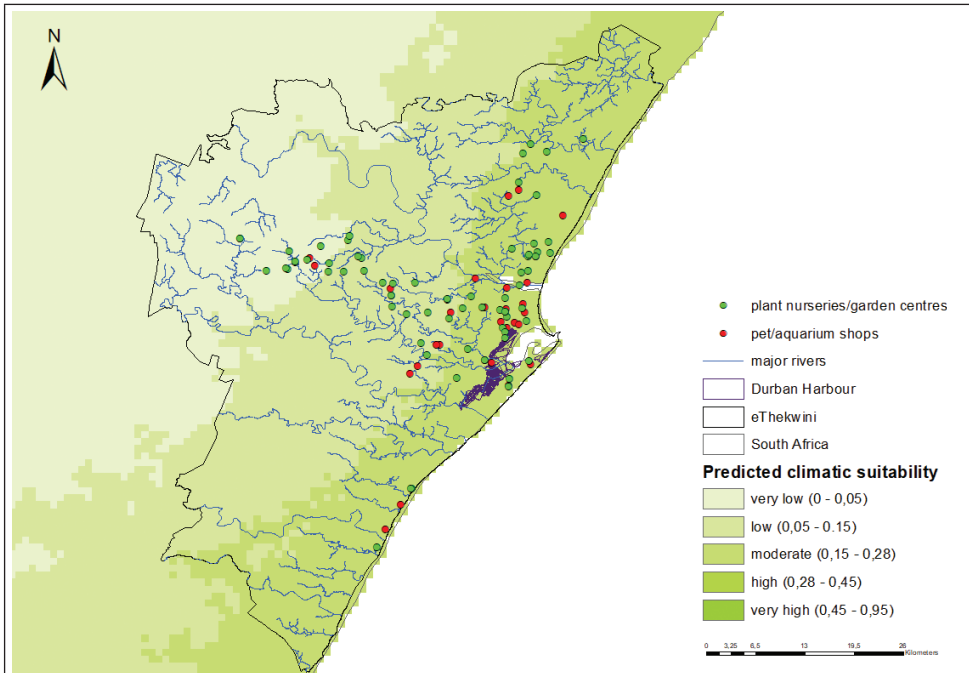 N
plant nurseries/garden centres
pet/aquarium shops
major rivers
Durban Harbour
eThekwini
South Africa
Predicted climatic suitability
very low (0 - 0,05)
low (0,05 - 0.15)
moderate (0,15 - 0,28)
high (0,28 - 0,45)
very high (0,45 - 0,95)
0 3,25 6,5 13 19,5 26
Kilometers